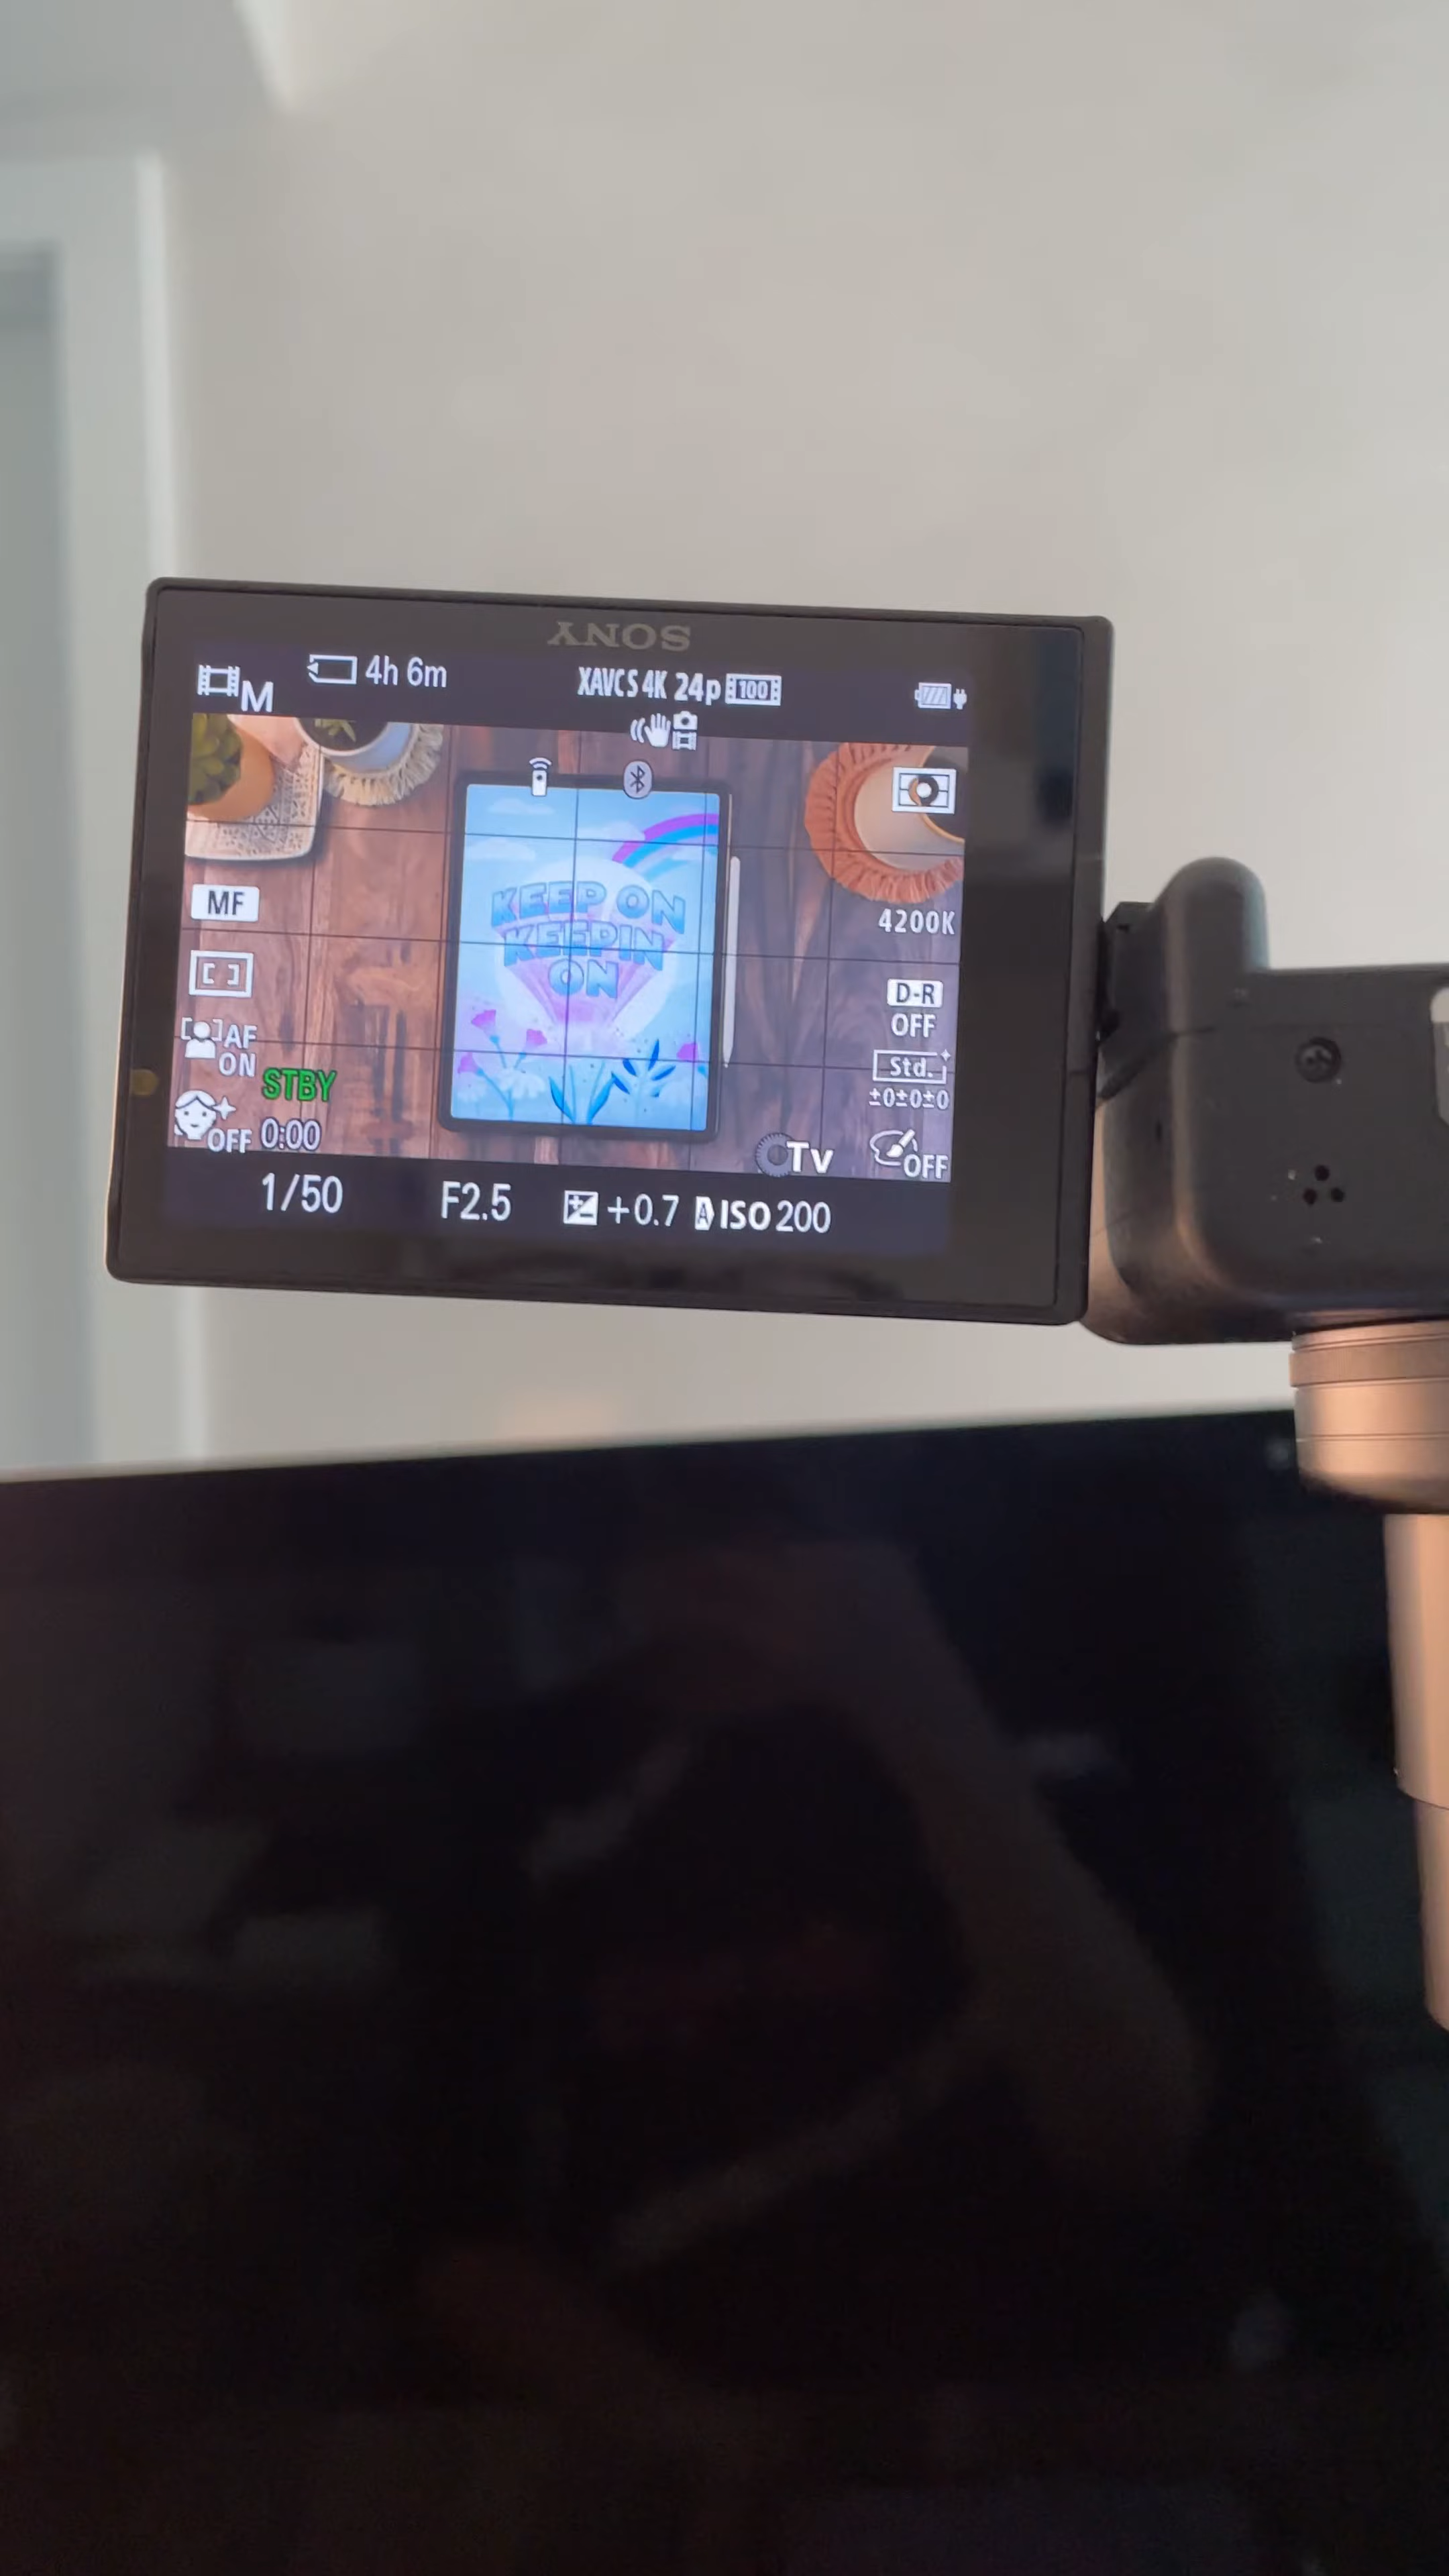 SONY
M 4h 6m XAVC S 4K 24p 100
MF
4200K
AF
ON
D-R
OFF
Std.
±0±0±0
STBY
OFF 0:00
Tv
OFF
KEEP ON
KEEPIN
ON
1/50 F2.5 +0.7 A ISO 200